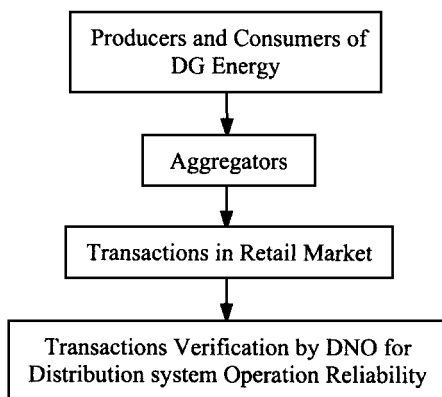 Producers and Consumers of
DG Energy
Aggregators
Transactions in Retail Market
Transactions Verification by DNO for
Distribution system Operation Reliability